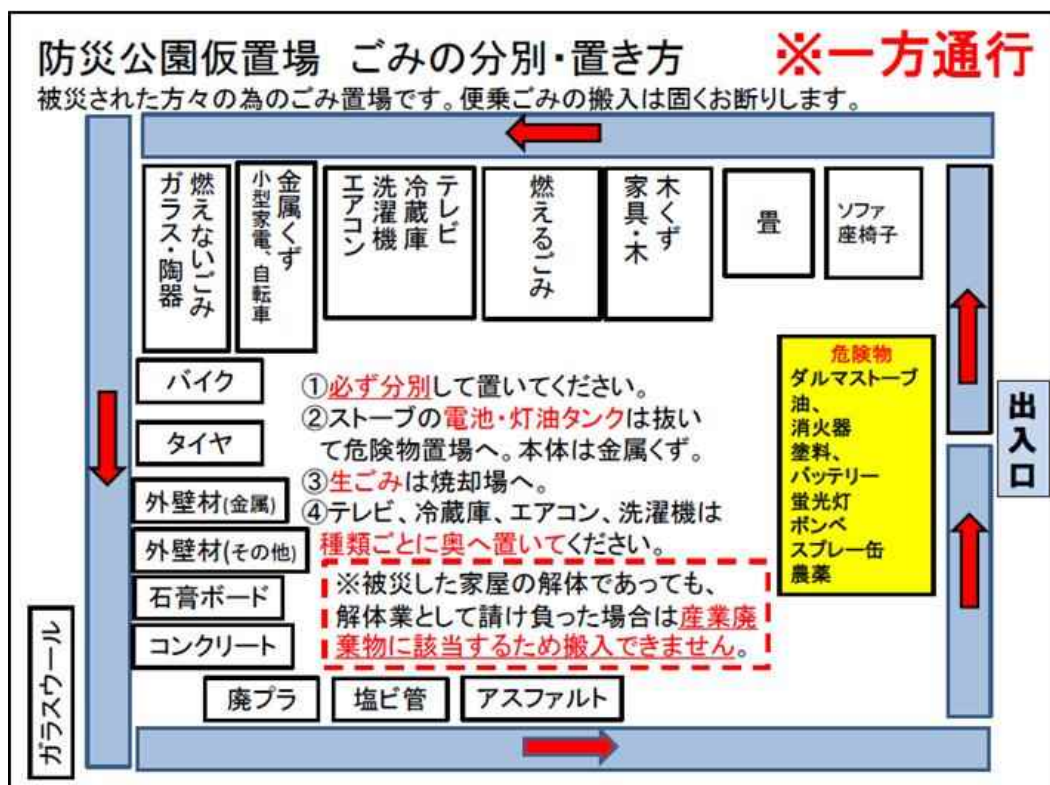 防災公園仮置場 ごみの分別・置き方
※一方通行
被災された方々の為のごみ置場です。便乗ごみの搬入は固くお断りします。
燃えないごみ
ガラス・陶器
金属くず
小型家電、自転車
テレビ
冷蔵庫
洗濯機
エアコン
燃えるごみ
木くず
家具・木
畳
ソファ
座椅子
バイク
タイヤ
外壁材(金属)
外壁材(その他)
石膏ボード
コンクリート
ガラスウール
廃プラ
塩ビ管
アスファルト
①必ず分別して置いてください。
②ストーブの電池・灯油タンクは抜い
て危険物置場へ。本体は金属くず。
③生ごみは焼却場へ。
④テレビ、冷蔵庫、エアコン、洗濯機は
種類ごとに奥へ置いてください。
※被災した家屋の解体であっても、
解体業として請け負った場合は産業廃
棄物に該当するため搬入できません。
危険物
ダルマストーブ
油、
消火器
塗料、
バッテリー
蛍光灯
ボンベ
スプレー缶
農薬
出入口